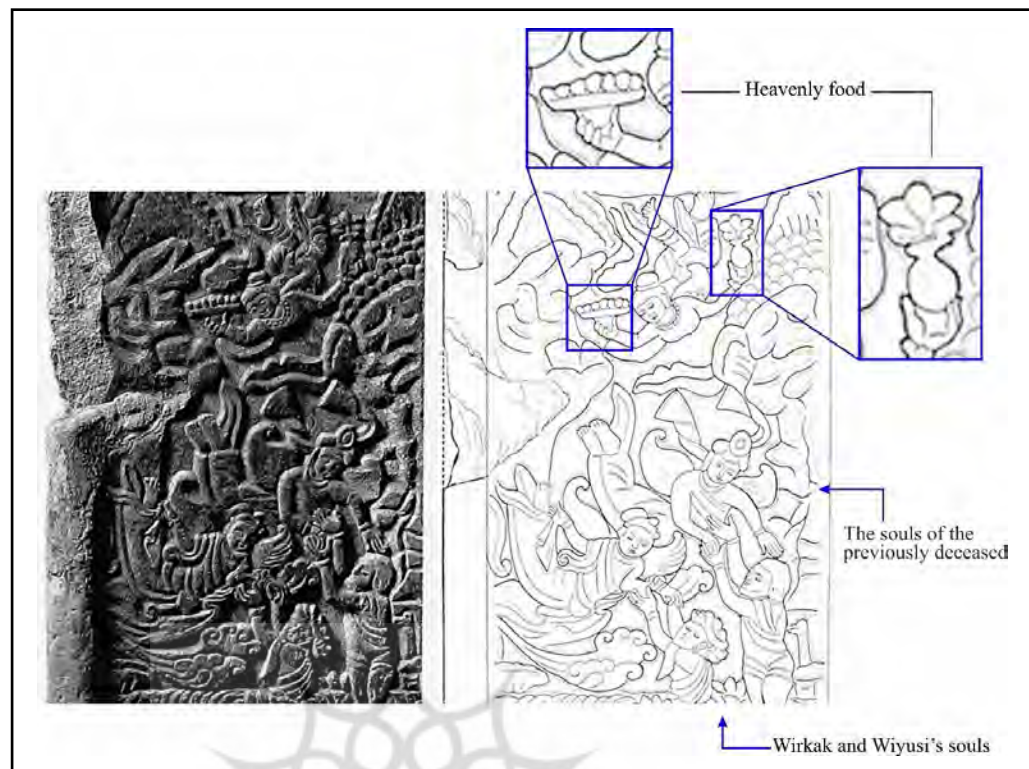 Heavenly food
The souls of the
previously deceased
Wirkak and Wiyusi's souls